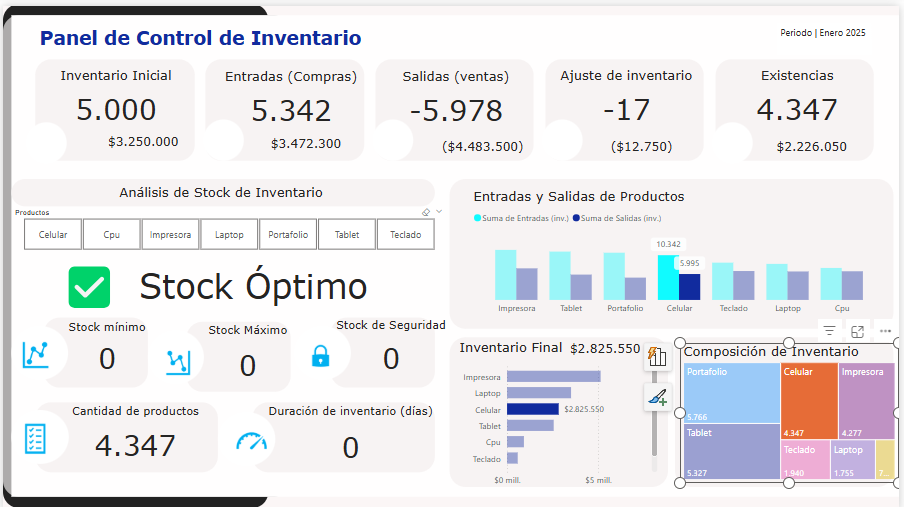 Panel de Control de Inventario
Periodo | Enero 2025
Inventario Inicial
5.000
$3.250.000
Entradas (Compras)
5.342
$3.472.300
Salidas (ventas)
-5.978
($4.483.500)
Ajuste de inventario
-17
($12.750)
Existencias
4.347
$2.226.050
Análisis de Stock de Inventario
Productos
Celular
Cpu
Impresora
Laptop
Portafolio
Tablet
Teclado
Stock Óptimo
Stock mínimo
0
Stock Máximo
0
Stock de Seguridad
0
Cantidad de productos
4.347
Duración de inventario (días)
0
Entradas y Salidas de Productos
Suma de Entradas (inv.) Suma de Salidas (inv.)
10.342
5.995
Impresora Tablet Portafolio Celular Teclado Laptop Cpu
Inventario Final $2.825.550
Impresora
Laptop
Celular $2.825.550
Tablet
Cpu
Teclado
$0 mill. $5 mill.
Composición de Inventario
Portafolio
5.766
Tablet
5.327
Celular
4.347
Impresora
4.277
Teclado
1.940
Laptop
1.755
7...